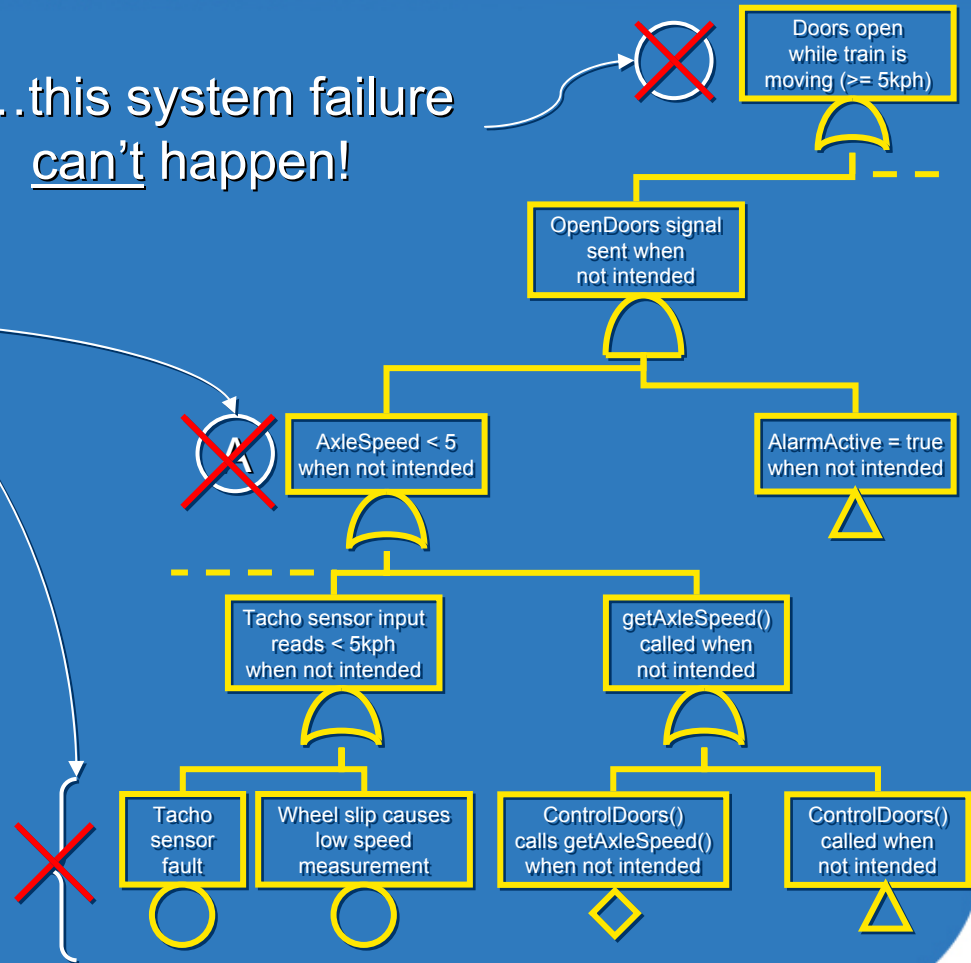 …this system failure
can't happen!
Doors open
while train is
moving (>= 5kph)
OpenDoors signal
sent when
not intended
A
AxleSpeed < 5
when not intended
AlarmActive = true
when not intended
Tacho sensor input
reads < 5kph
when not intended
getAxleSpeed()
called when
not intended
Tacho
sensor
fault
Wheel slip causes
low speed
measurement
ControlDoors()
calls getAxleSpeed()
when not intended
ControlDoors()
called when
not intended